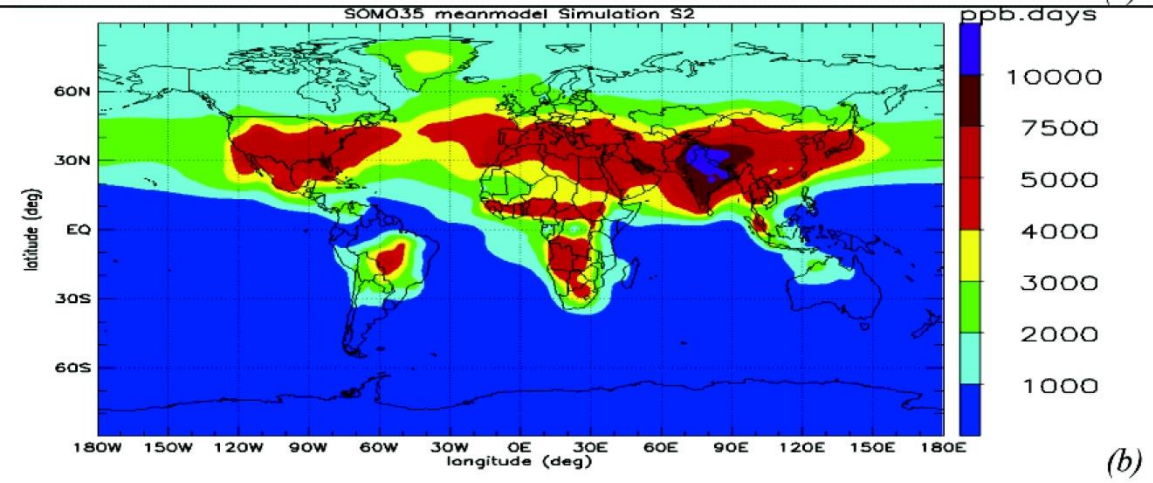 SOMO35 meanmodel Simulation S2
ppb.days
10000
7500
5000
4000
3000
2000
1000
60N
30N
EQ
30S
60S
latitude (deg)
180W 150W 120W 90W 60W 30W 0E 30E 60E 90E 120E 150E 180E
longitude (deg)
(b)